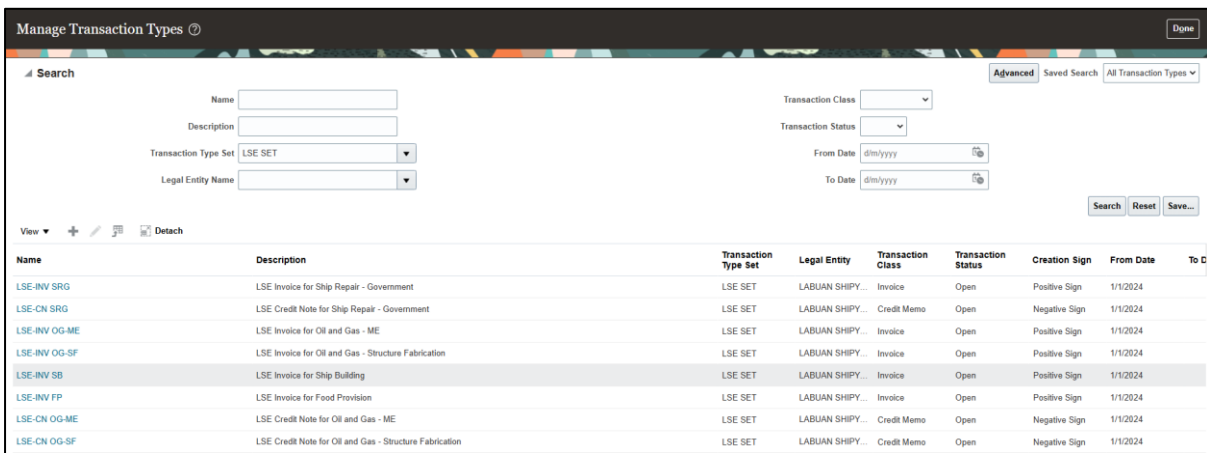 Manage Transaction Types ?
Done
Search
Advanced Saved Search All Transaction Types
Name Transaction Class
Description Transaction Status
Transaction Type Set LSE SET From Date d/m/yyyy
Legal Entity Name To Date d/m/yyyy
Search Reset Save...
View Detach
Name Description Transaction Type Set Legal Entity Transaction Class Transaction Status Creation Sign From Date To D
LSE-INV SRG LSE Invoice for Ship Repair - Government LSE SET LABUAN SHIPY... Invoice Open Positive Sign 1/1/2024
LSE-CN SRG LSE Credit Note for Ship Repair - Government LSE SET LABUAN SHIPY... Credit Memo Open Negative Sign 1/1/2024
LSE-INV OG-ME LSE Invoice for Oil and Gas - ME LSE SET LABUAN SHIPY... Invoice Open Positive Sign 1/1/2024
LSE-INV OG-SF LSE Invoice for Oil and Gas - Structure Fabrication LSE SET LABUAN SHIPY... Invoice Open Positive Sign 1/1/2024
LSE-INV SB LSE Invoice for Ship Building LSE SET LABUAN SHIPY... Invoice Open Positive Sign 1/1/2024
LSE-INV FP LSE Invoice for Food Provision LSE SET LABUAN SHIPY... Invoice Open Positive Sign 1/1/2024
LSE-CN OG-ME LSE Credit Note for Oil and Gas - ME LSE SET LABUAN SHIPY... Credit Memo Open Negative Sign 1/1/2024
LSE-CN OG-SF LSE Credit Note for Oil and Gas - Structure Fabrication LSE SET LABUAN SHIPY... Credit Memo Open Negative Sign 1/1/2024